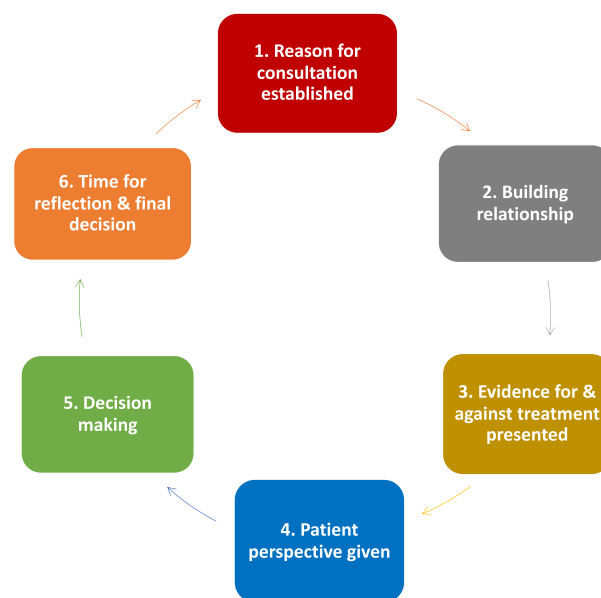 1. Reason for
consultation
established
2. Building
relationship
3. Evidence for &
against treatment
presented
4. Patient
perspective given
5. Decision
making
6. Time for
reflection & final
decision